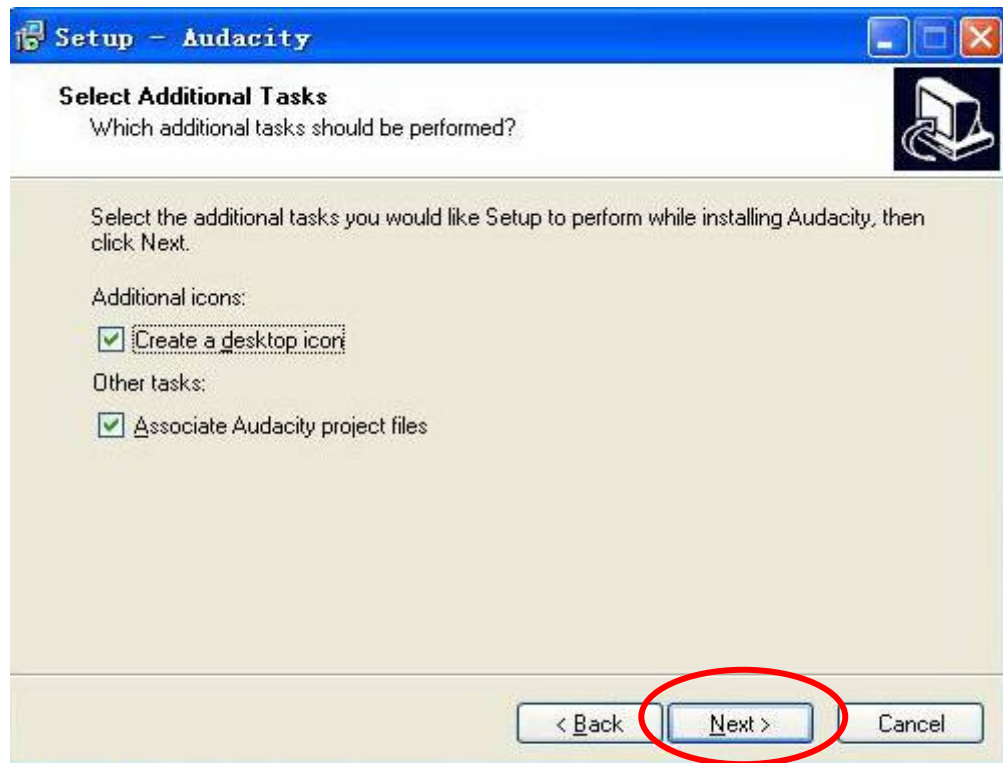 Setup - Audacity
Select Additional Tasks
Which additional tasks should be performed?
Select the additional tasks you would like Setup to perform while installing Audacity, then
click Next.
Additional icons:
Create a desktop icon
Other tasks:
Associate Audacity project files
< Back Next > Cancel